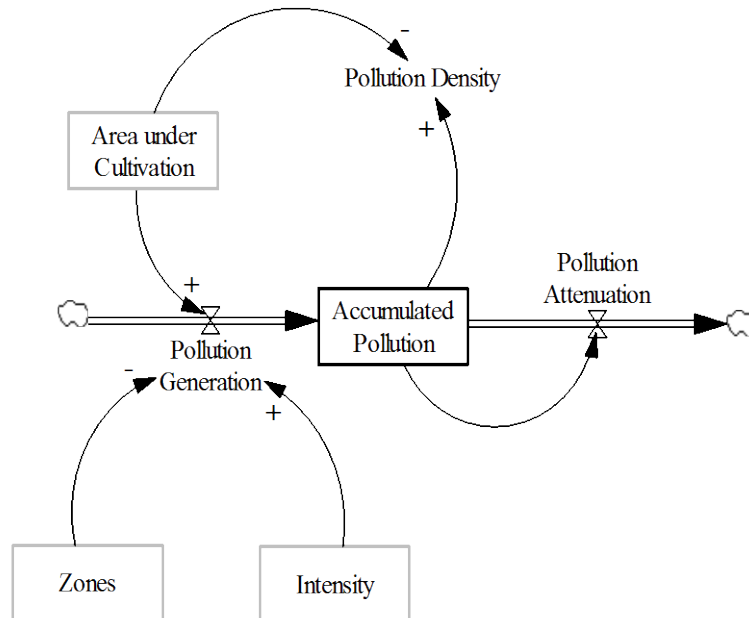 -
Pollution Density
+
Area under
Cultivation
+
Pollution
Attenuation
Accumulated
Pollution
Pollution
Generation
-
+
Zones
Intensity